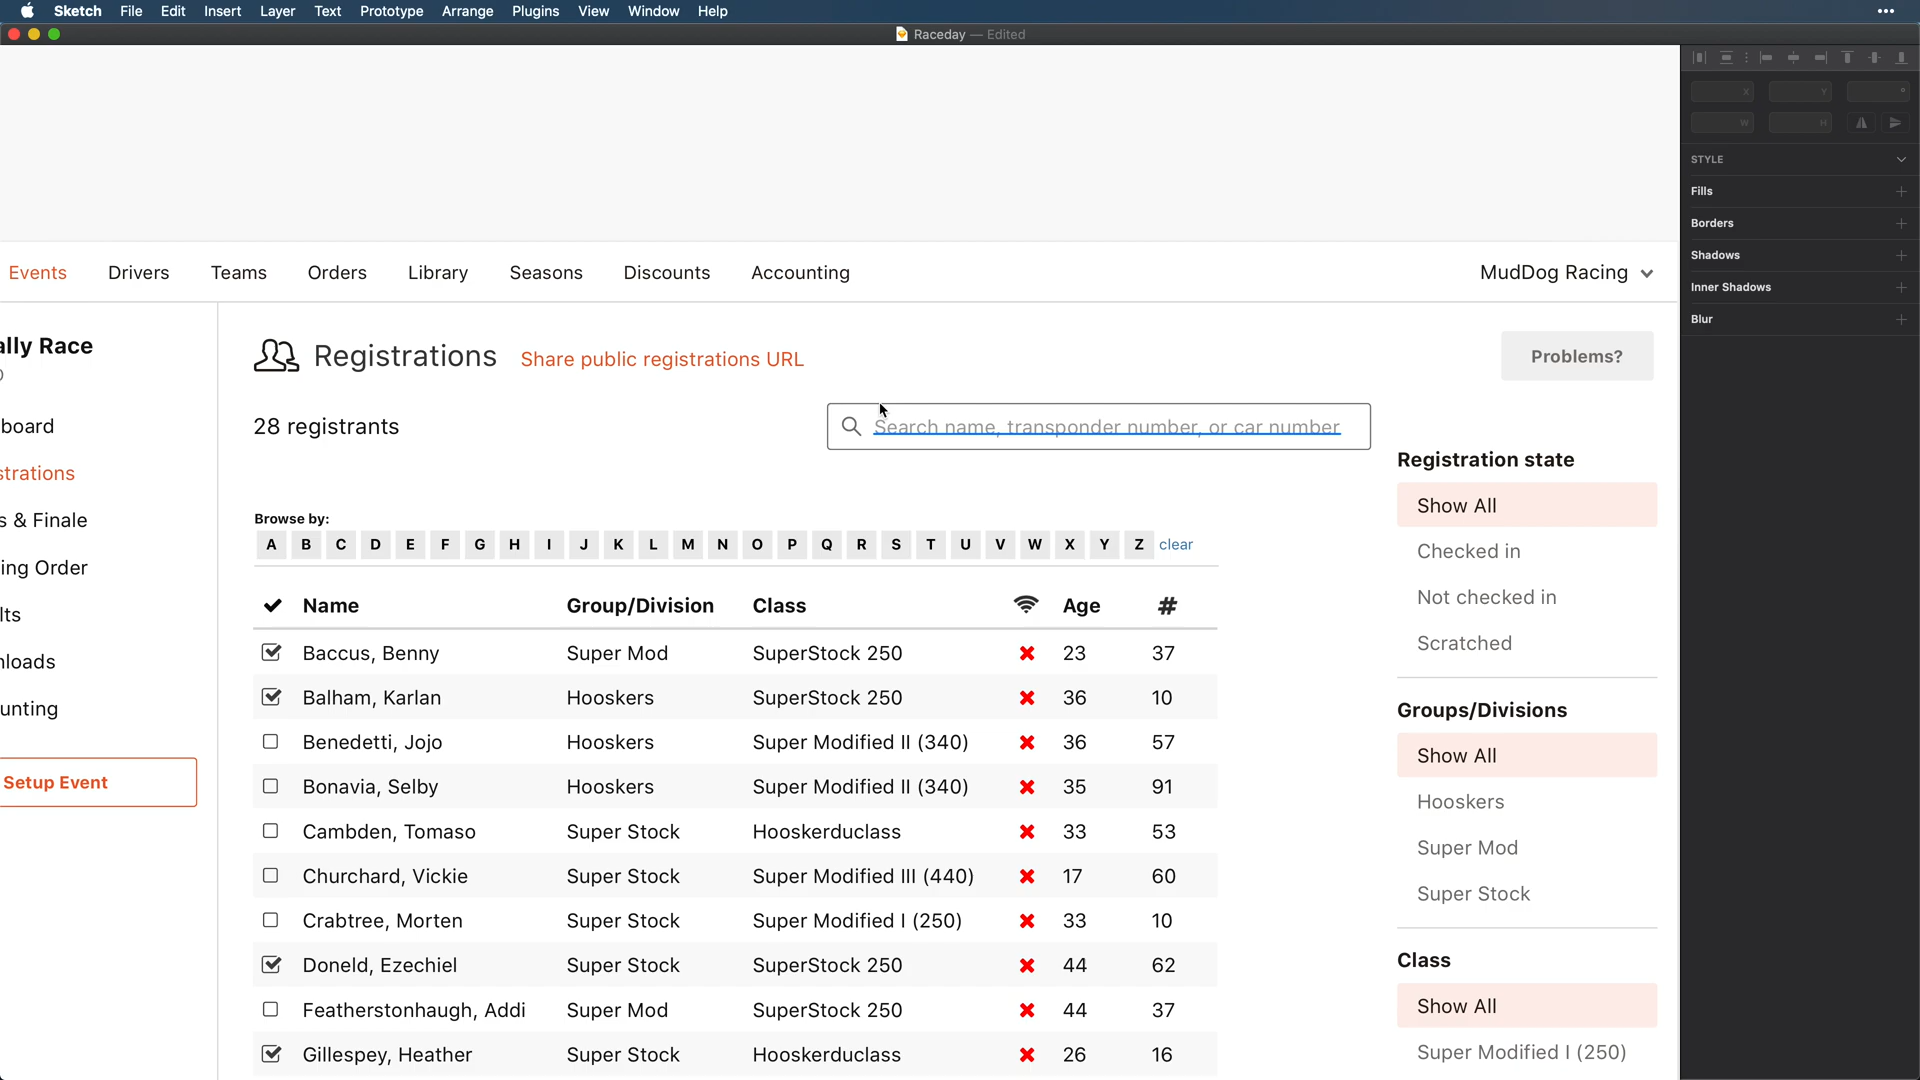 Sketch File Edit Insert Layer Text Prototype Arrange Plugins View Window Help
Raceday — Edited
X Y °
W H
STYLE
Fills
Borders
Shadows
Inner Shadows
Blur
Events Drivers Teams Orders Library Seasons Discounts Accounting MudDog Racing
ally Race
board
strations
s & Finale
ing Order
lts
nloads
unting
Setup Event
Registrations Share public registrations URL Problems?
28 registrants Search name, transponder number, or car number
Browse by:
A B C D E F G H I J K L M N O P Q R S T U V W X Y Z clear
Name Group/Division Class Age #
Baccus, Benny Super Mod SuperStock 250 23 37
Balham, Karlan Hooskers SuperStock 250 36 10
Benedetti, Jojo Hooskers Super Modified II (340) 36 57
Bonavia, Selby Hooskers Super Modified II (340) 35 91
Cambden, Tomaso Super Stock Hooskerduclass 33 53
Churchard, Vickie Super Stock Super Modified III (440) 17 60
Crabtree, Morten Super Stock Super Modified I (250) 33 10
Doneld, Ezechiel Super Stock SuperStock 250 44 62
Featherstonhaugh, Addi Super Mod SuperStock 250 44 37
Gillespey, Heather Super Stock Hooskerduclass 26 16
Registration state
Show All
Checked in
Not checked in
Scratched
Groups/Divisions
Show All
Hooskers
Super Mod
Super Stock
Class
Show All
Super Modified I (250)